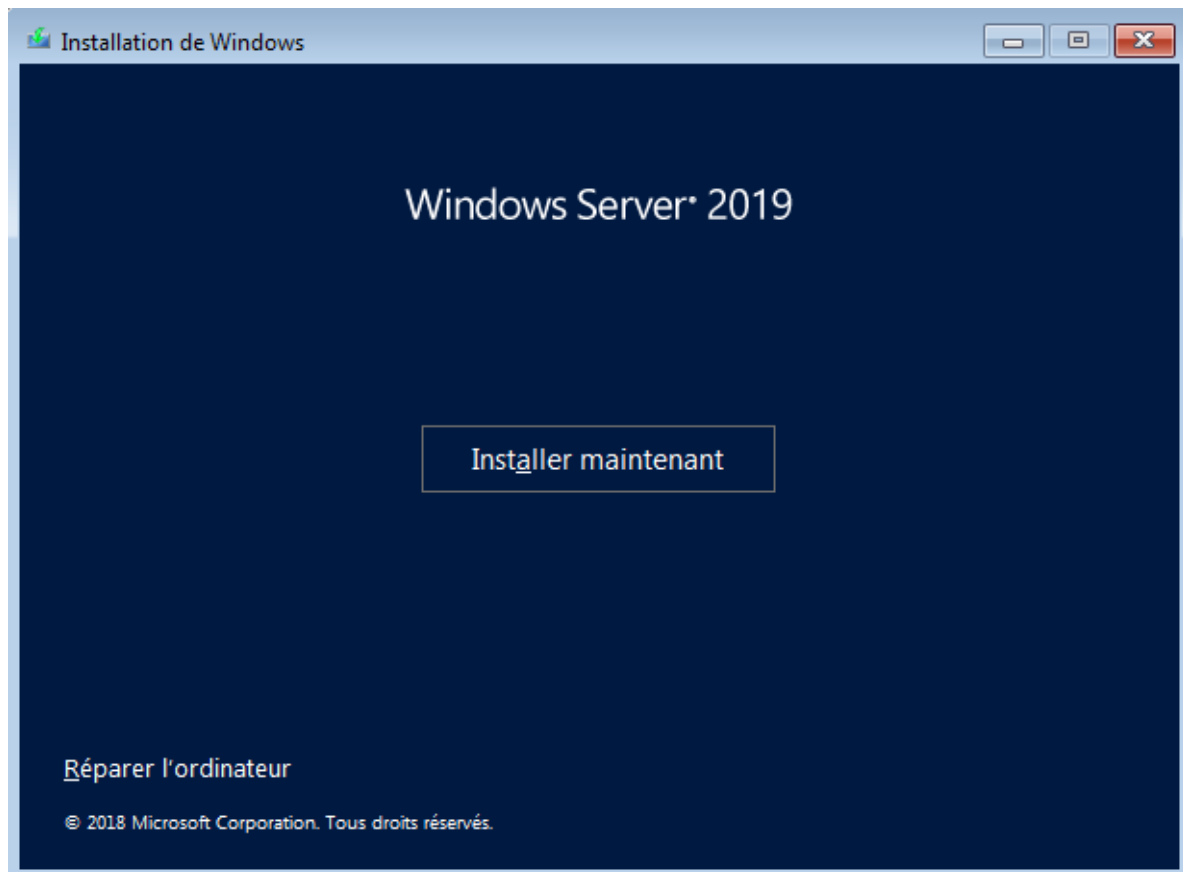 Installation de Windows
Windows Server® 2019
Installer maintenant
Réparer l'ordinateur
© 2018 Microsoft Corporation. Tous droits réservés.